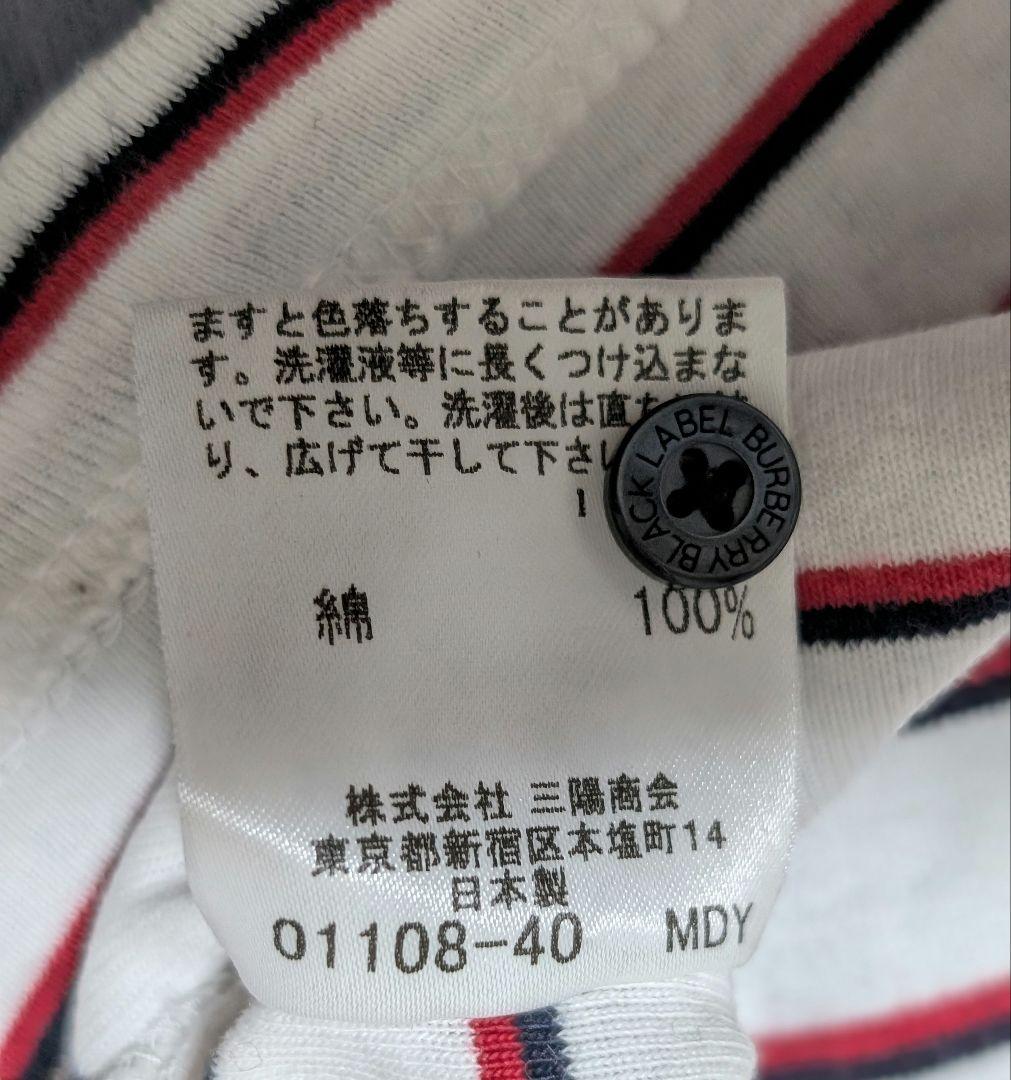 ますと色落ちすることがありま
す。洗濯液等に長くつけ込まな
いで下さい。洗濯後は直ち
り、広げて干して下さい
綿 100%
株式会社 三陽商会
東京都新宿区本塩町14
日本製
01108-40 MDY
BLACK LABEL BURBERRY